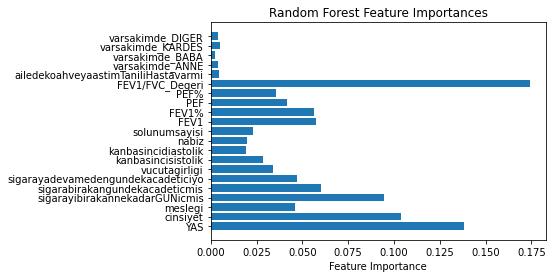 Random Forest Feature Importances
varsakimde_DIGER
varsakimde_KARDES
varsakimde_BABA
varsakimde_ANNE
ailedekoahveyaastimTaniliHastavarmi
FEV1/FVC_Degeri
PEF%
PEF
FEV1%
FEV1
solunumsayisi
nabiz
kanbasincidiastolik
kanbasincisistolik
vucutagirligi
sigarayadevamedengundekacadeticiyo
sigarabirakangundekacadeticmis
sigarayibirakannekadarGUNicmis
meslegi
cinsiyet
YAS
0.000 0.025 0.050 0.075 0.100 0.125 0.150 0.175
Feature Importance